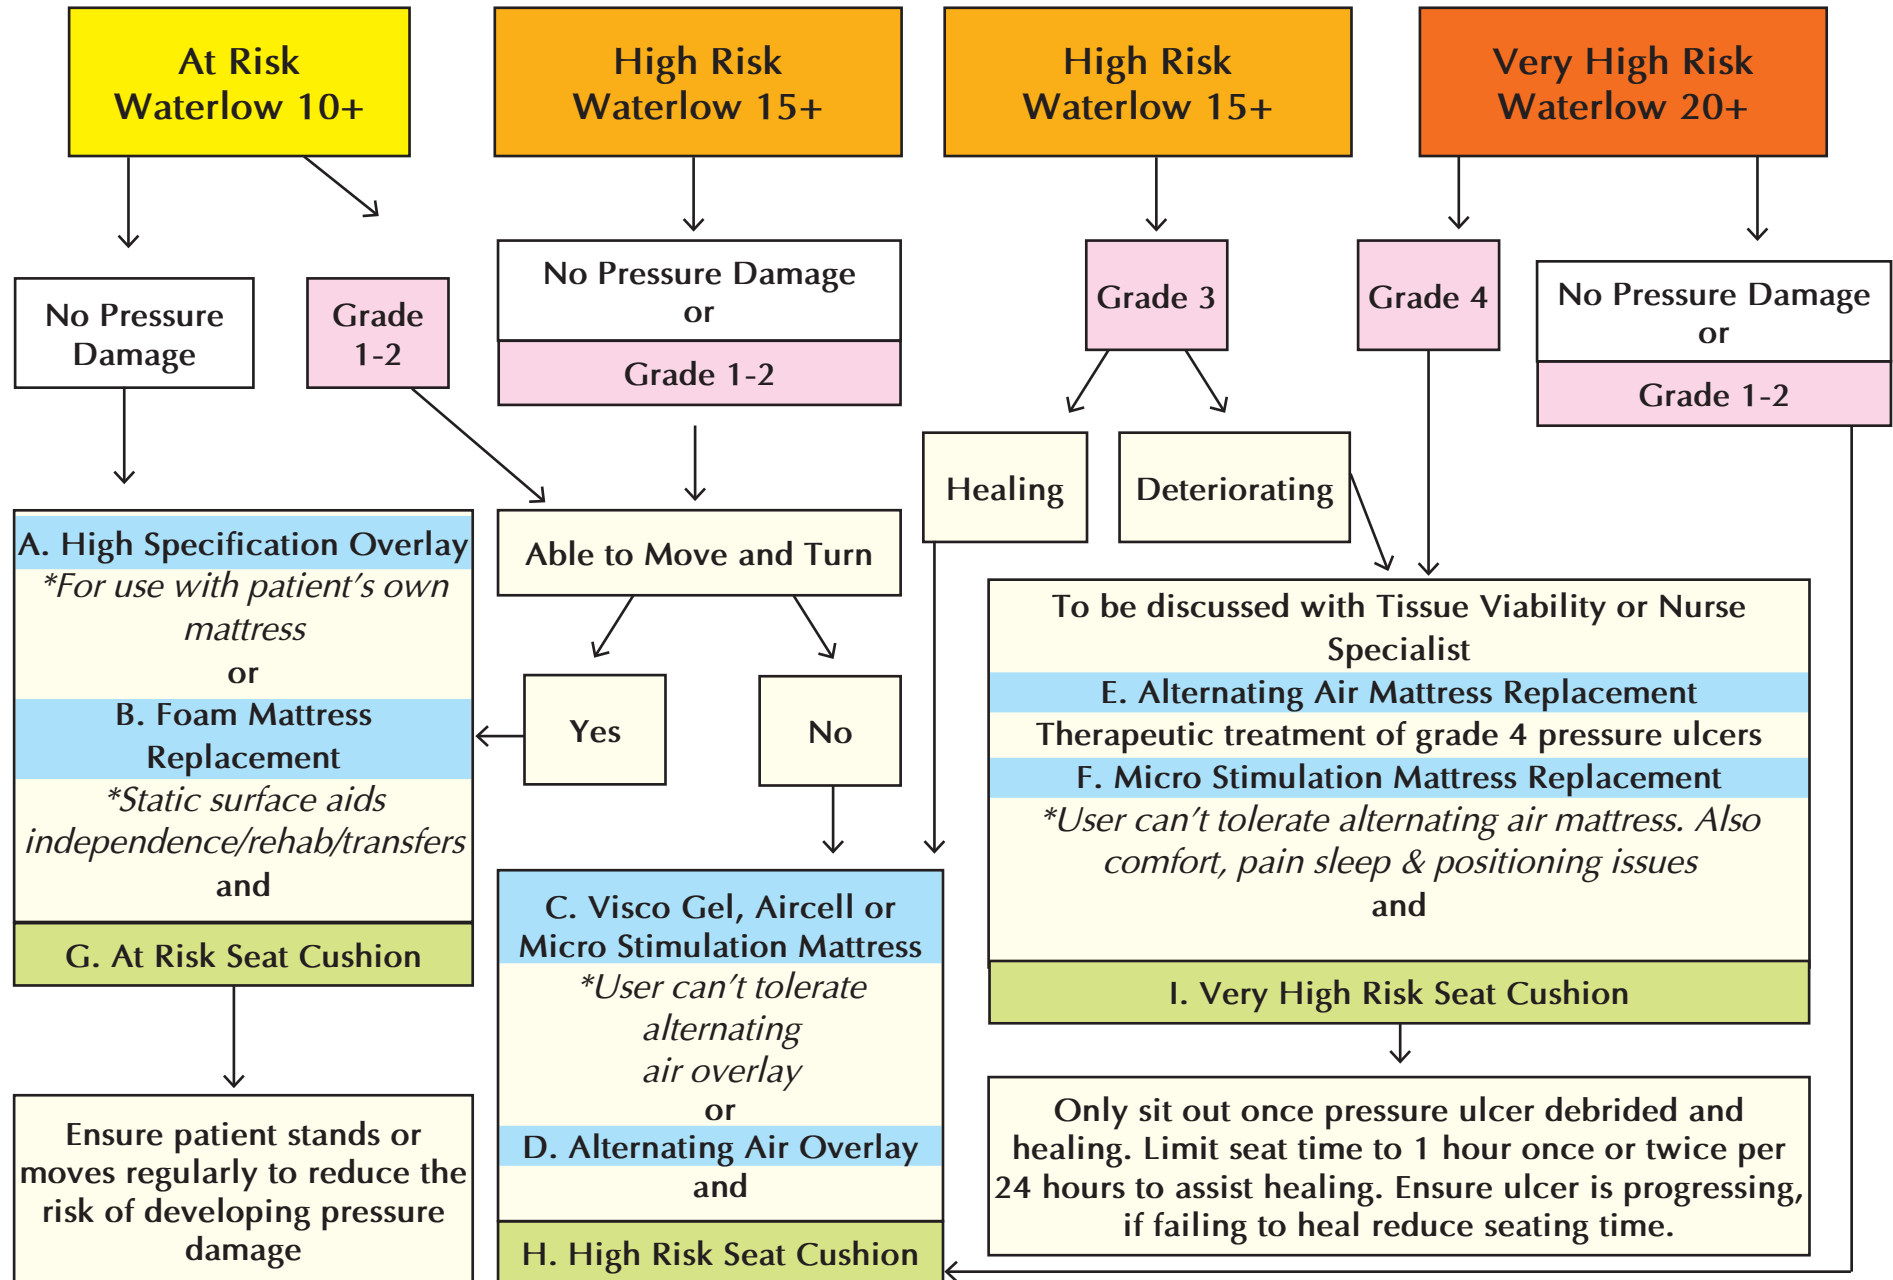 At Risk
Waterlow 10+
High Risk
Waterlow 15+
High Risk
Waterlow 15+
Very High Risk
Waterlow 20+
No Pressure
Damage
Grade
1-2
No Pressure Damage
or
Grade 1-2
Grade 3
Grade 4
No Pressure Damage
or
Grade 1-2
Healing
Deteriorating
A. High Specification Overlay
*For use with patient's own
mattress
or
B. Foam Mattress
Replacement
*Static surface aids
independence/rehab/transfers
and
G. At Risk Seat Cushion
Ensure patient stands or
moves regularly to reduce the
risk of developing pressure
damage
Able to Move and Turn
Yes
No
C. Visco Gel, Aircell or
Micro Stimulation Mattress
*User can't tolerate
alternating
air overlay
or
D. Alternating Air Overlay
and
H. High Risk Seat Cushion
To be discussed with Tissue Viability or Nurse
Specialist
E. Alternating Air Mattress Replacement
Therapeutic treatment of grade 4 pressure ulcers
F. Micro Stimulation Mattress Replacement
*User can't tolerate alternating air mattress. Also
comfort, pain sleep & positioning issues
and
I. Very High Risk Seat Cushion
Only sit out once pressure ulcer debrided and
healing. Limit seat time to 1 hour once or twice per
24 hours to assist healing. Ensure ulcer is progressing,
if failing to heal reduce seating time.